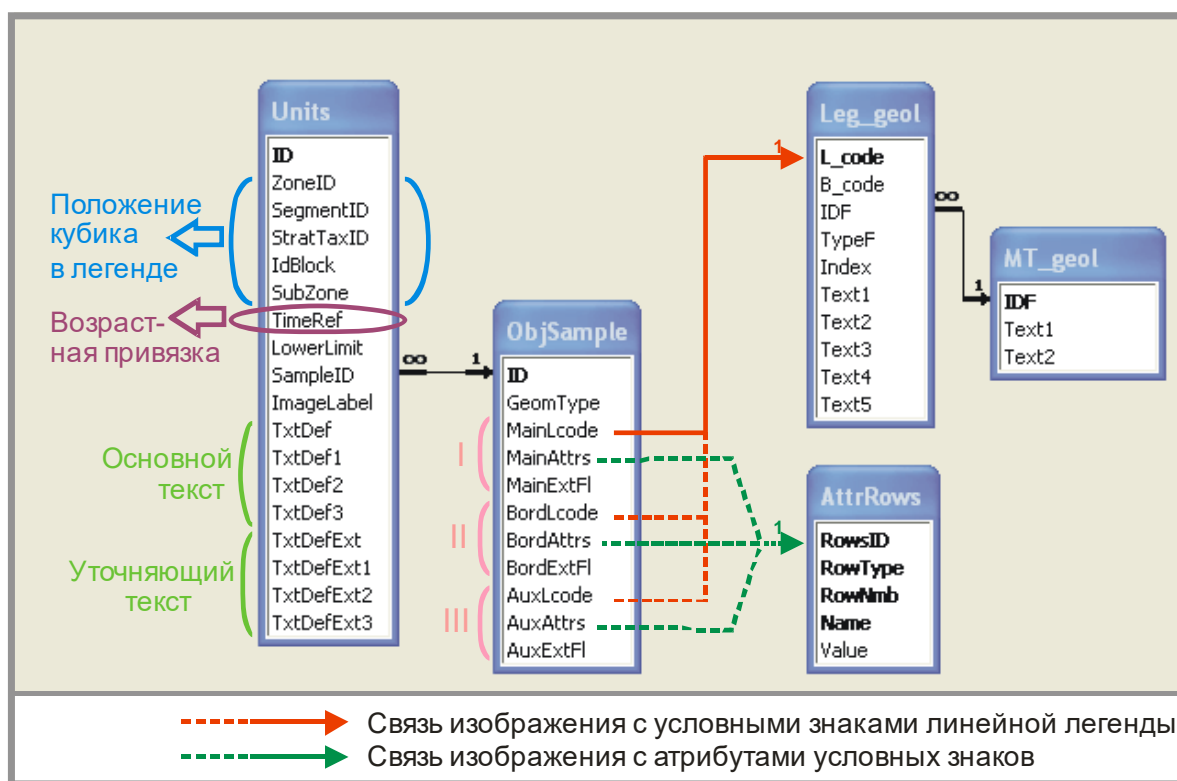 Units
ID
ZoneID
SegmentID
StratTaxID
IdBlock
SubZone
TimeRef
LowerLimit
SampleID
ImageLabel
TxtDef
TxtDef1
TxtDef2
TxtDef3
TxtDefExt
TxtDefExt1
TxtDefExt2
TxtDefExt3
Положение
кубика
в легенде
Возраст-
ная привязка
Основной
текст
Уточняющий
текст
∞ 1
ObjSample
ID
GeomType
MainLcode
MainAttrs
MainExtFl
BordLcode
BordAttrs
BordExtFl
AuxLcode
AuxAttrs
AuxExtFl
I
II
III
1
Leg_geol
L_code
B_code
IDF
TypeF
Index
Text1
Text2
Text3
Text4
Text5
∞
1
MT_geol
IDF
Text1
Text2
1
AttrRows
RowsID
RowType
RowNmb
Name
Value
Связь изображения с условными знаками линейной легенды
Связь изображения с атрибутами условных знаков